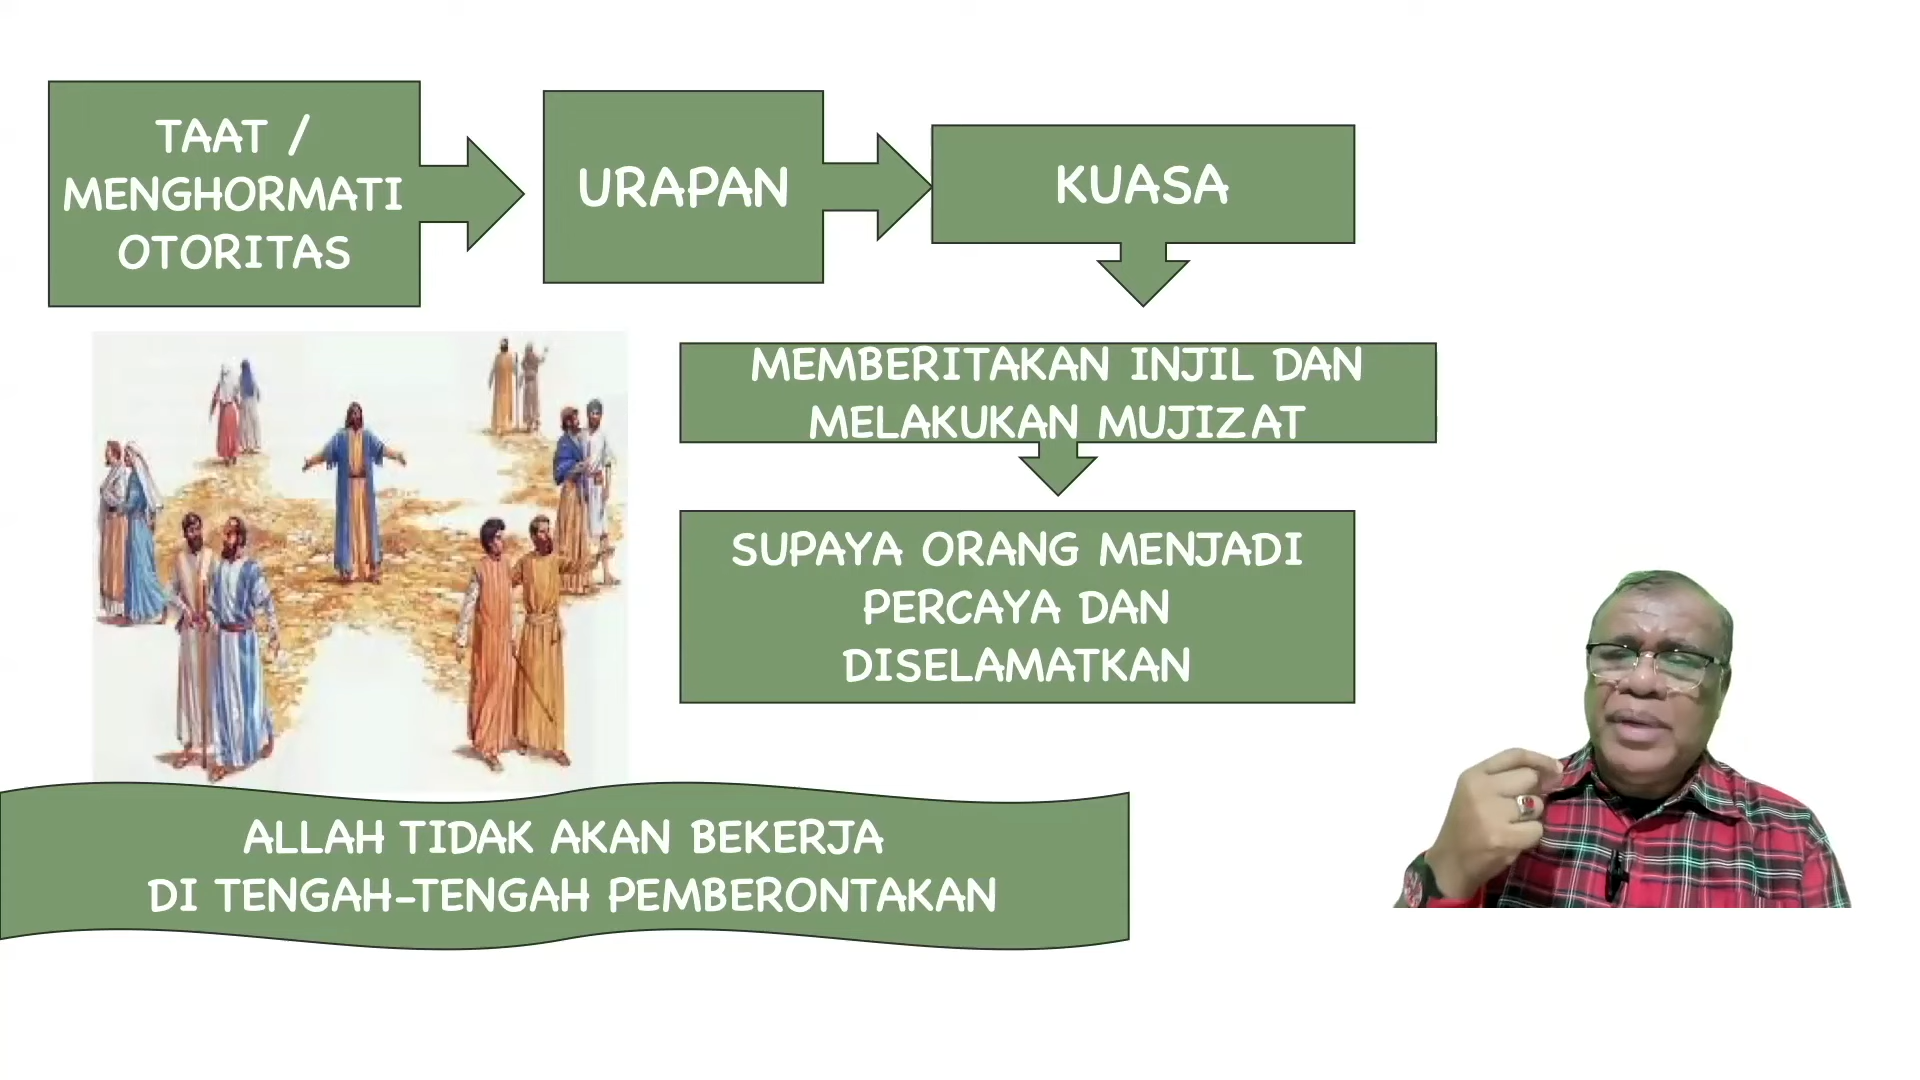 TAAT /
MENGHORMATI
OTORITAS
URAPAN
KUASA
MEMBERITAKAN INJIL DAN
MELAKUKAN MUJIZAT
SUPAYA ORANG MENJADI
PERCAYA DAN
DISELAMATKAN
ALLAH TIDAK AKAN BEKERJA
DI TENGAH-TENGAH PEMBERONTAKAN